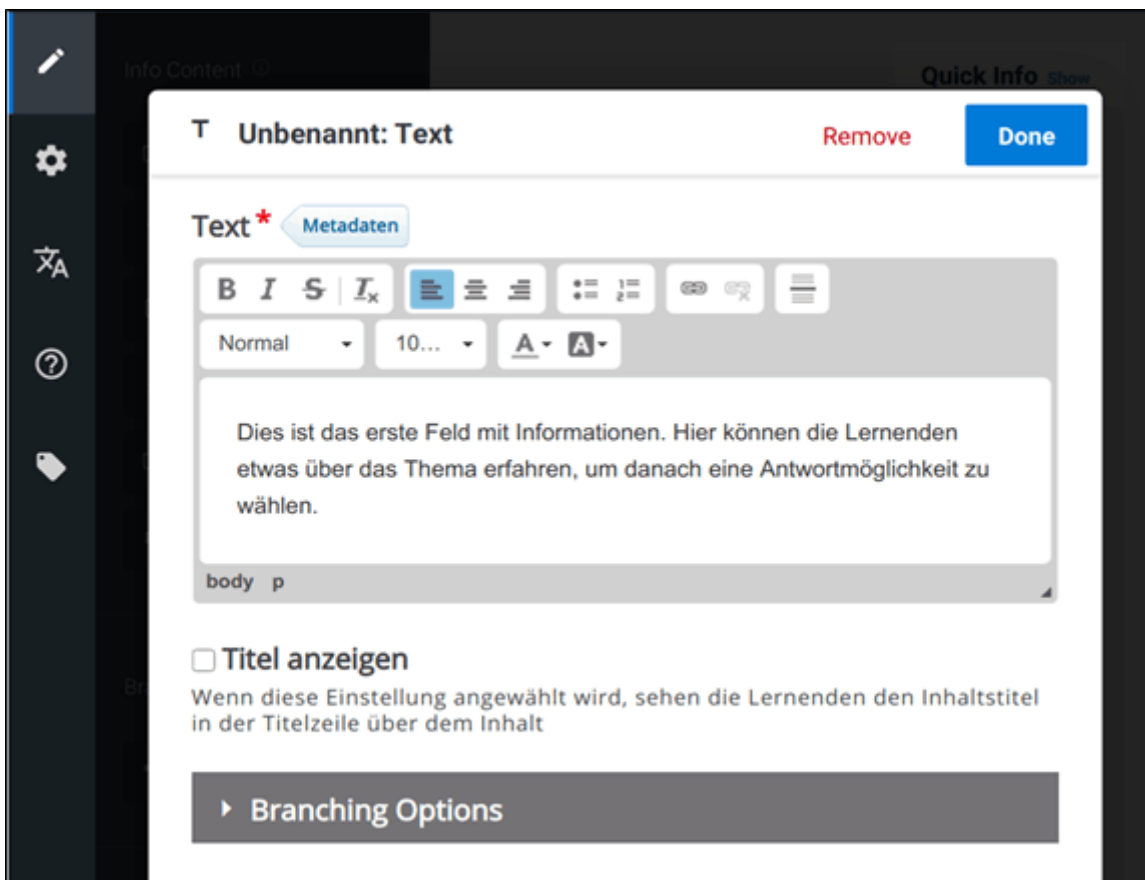 Info Content
Quick Info Show
T Unbenannt: Text
Remove
Done
Text *
Metadaten
B I S Tx
Normal
10...
A A
Dies ist das erste Feld mit Informationen. Hier können die Lernenden
etwas über das Thema erfahren, um danach eine Antwortmöglichkeit zu
wählen.
body p
Titel anzeigen
Wenn diese Einstellung angewählt wird, sehen die Lernenden den Inhaltstitel
in der Titelzeile über dem Inhalt
Branching Options